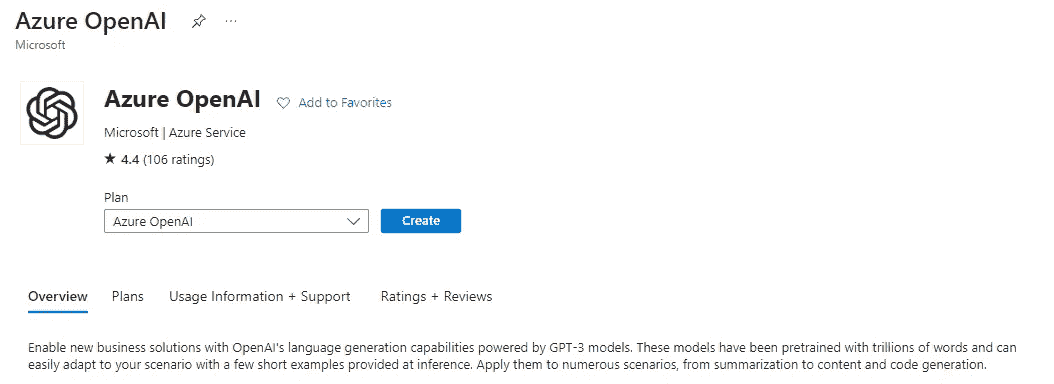 Azure OpenAI ...
Microsoft
Azure OpenAI Add to Favorites
Microsoft | Azure Service
★ 4.4 (106 ratings)
Plan
Azure OpenAI Create
Overview Plans Usage Information + Support Ratings + Reviews
Enable new business solutions with OpenAI's language generation capabilities powered by GPT-3 models. These models have been pretrained with trillions of words and can
easily adapt to your scenario with a few short examples provided at inference. Apply them to numerous scenarios, from summarization to content and code generation.